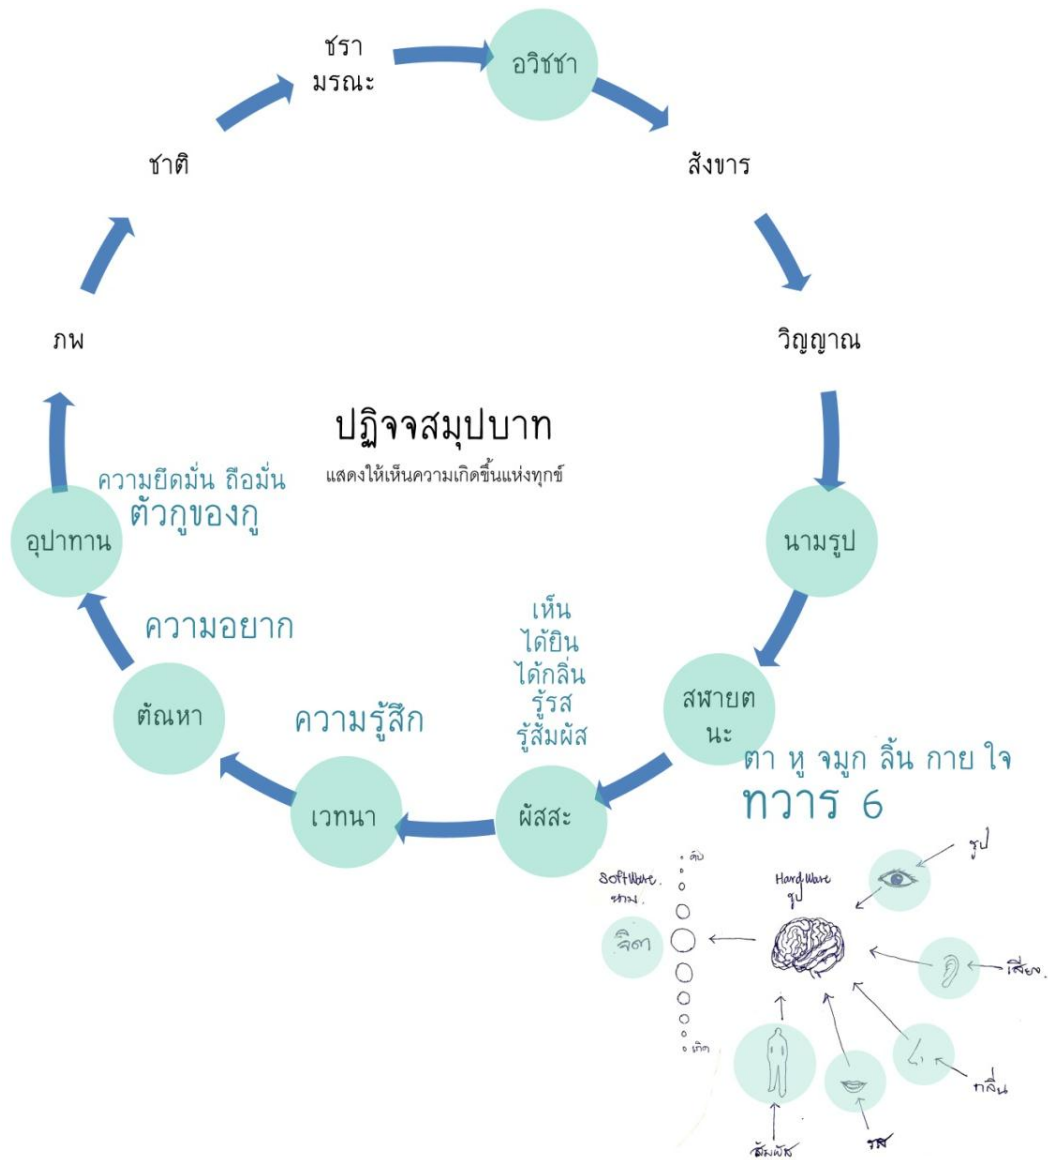 ชรา
มรณะ
อวิชชา
สังขาร
วิญญาณ
นามรูป
สฬายต
นะ
ตา หู จมูก ลิ้น กาย ใจ
ทวาร 6
เห็น
ได้ยิน
ได้กลิ่น
รู้รส
รู้สัมผัส
ผัสสะ
ความรู้สึก
เวทนา
ความอยาก
ตัณหา
ความยึดมั่น ถือมั่น
ตัวกูของกู
อุปาทาน
ภพ
ชาติ
ปฏิจจสมุปบาท
แสดงให้เห็นความเกิดขึ้นแห่งทุกข์
Software.
นาม.
จิต
ดับ
เกิด
Hardware
รูป
รูป
เสียง.
กลิ่น
รส
สัมผัส